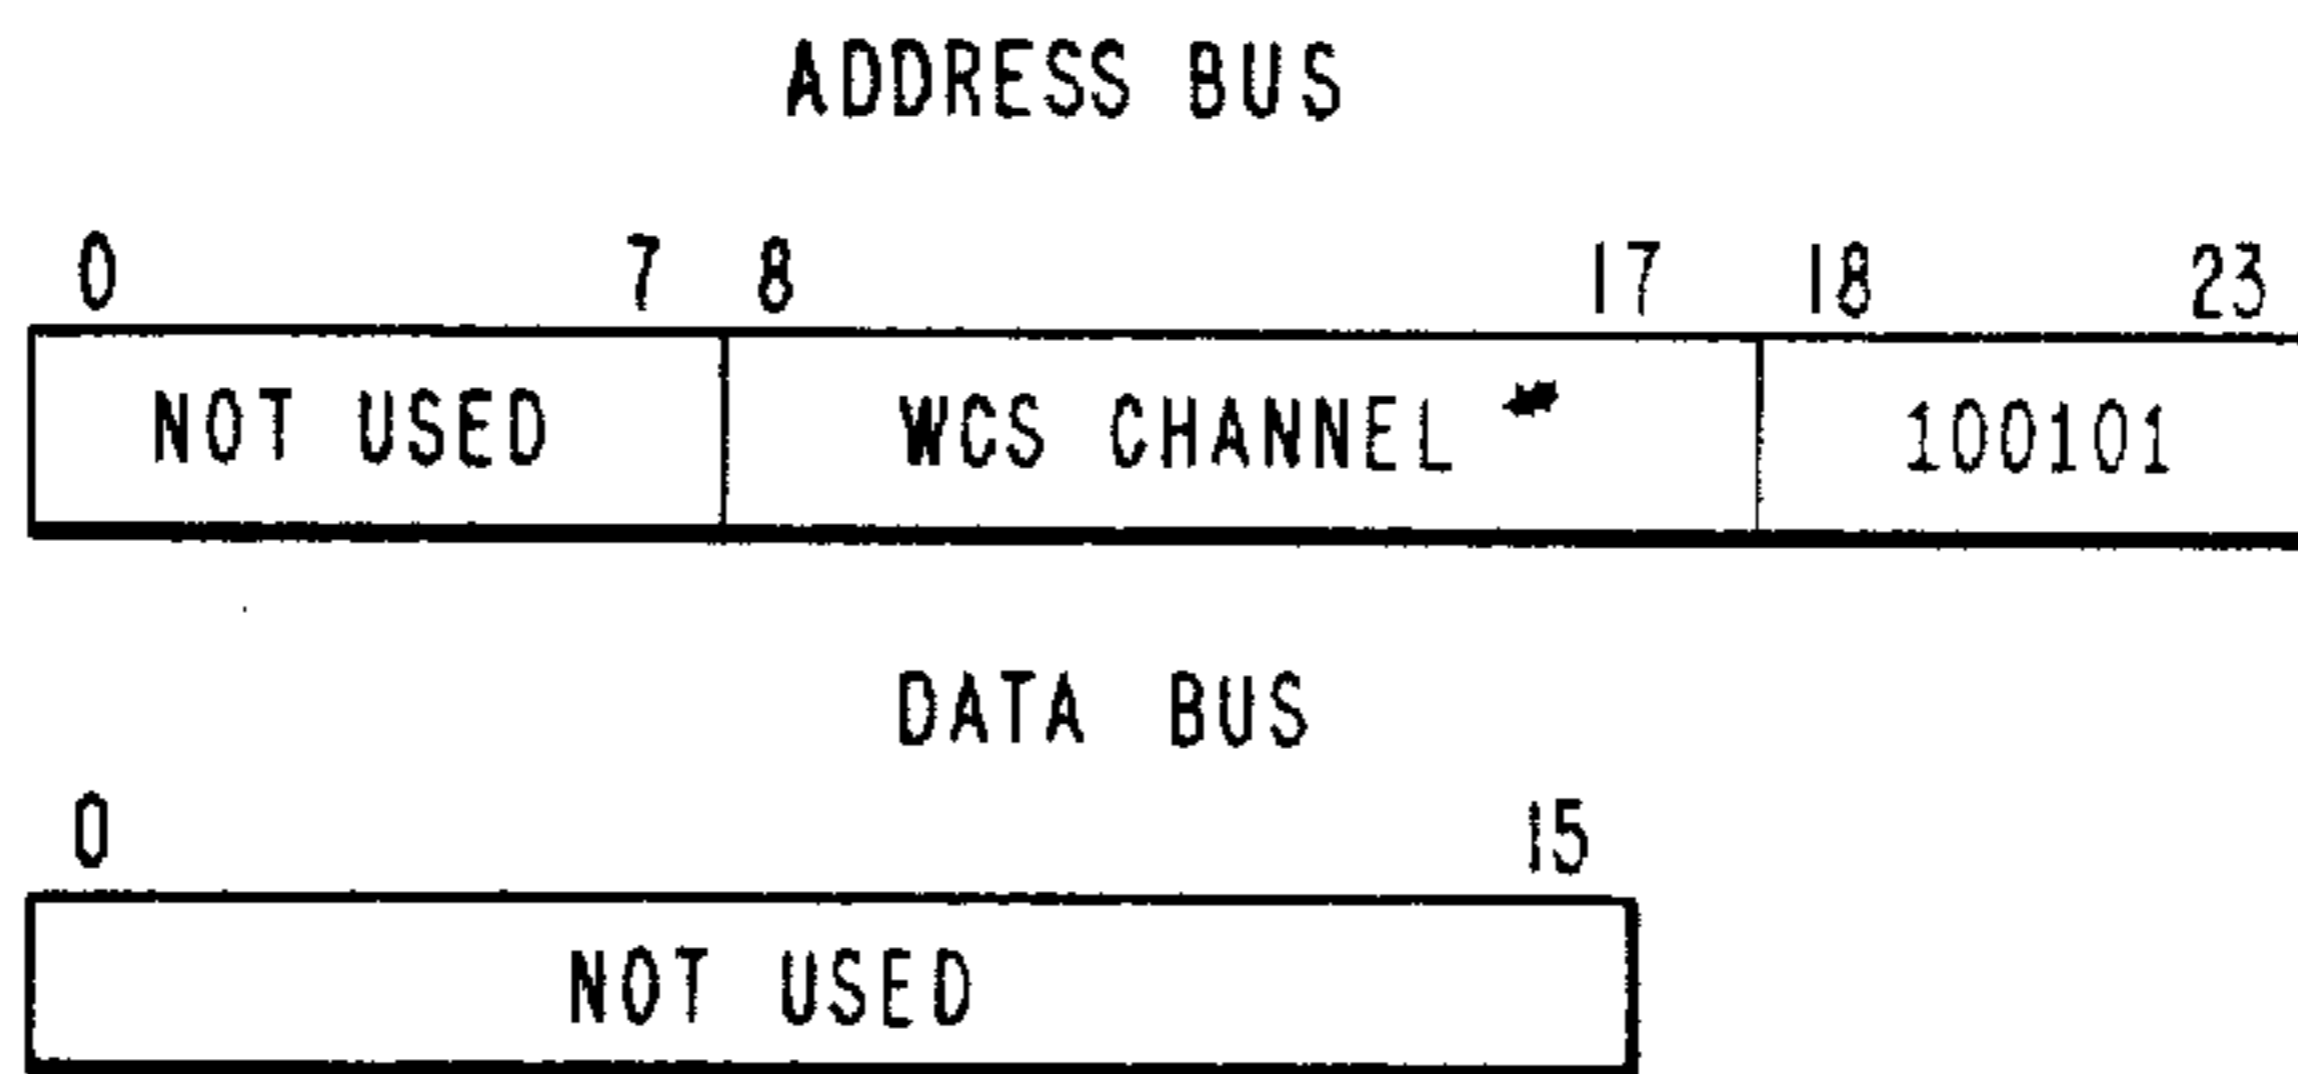 ADDRESS BUS
0 7 8 17 18 23
NOT USED WCS CHANNEL 100101
DATA BUS
0 15
NOT USED